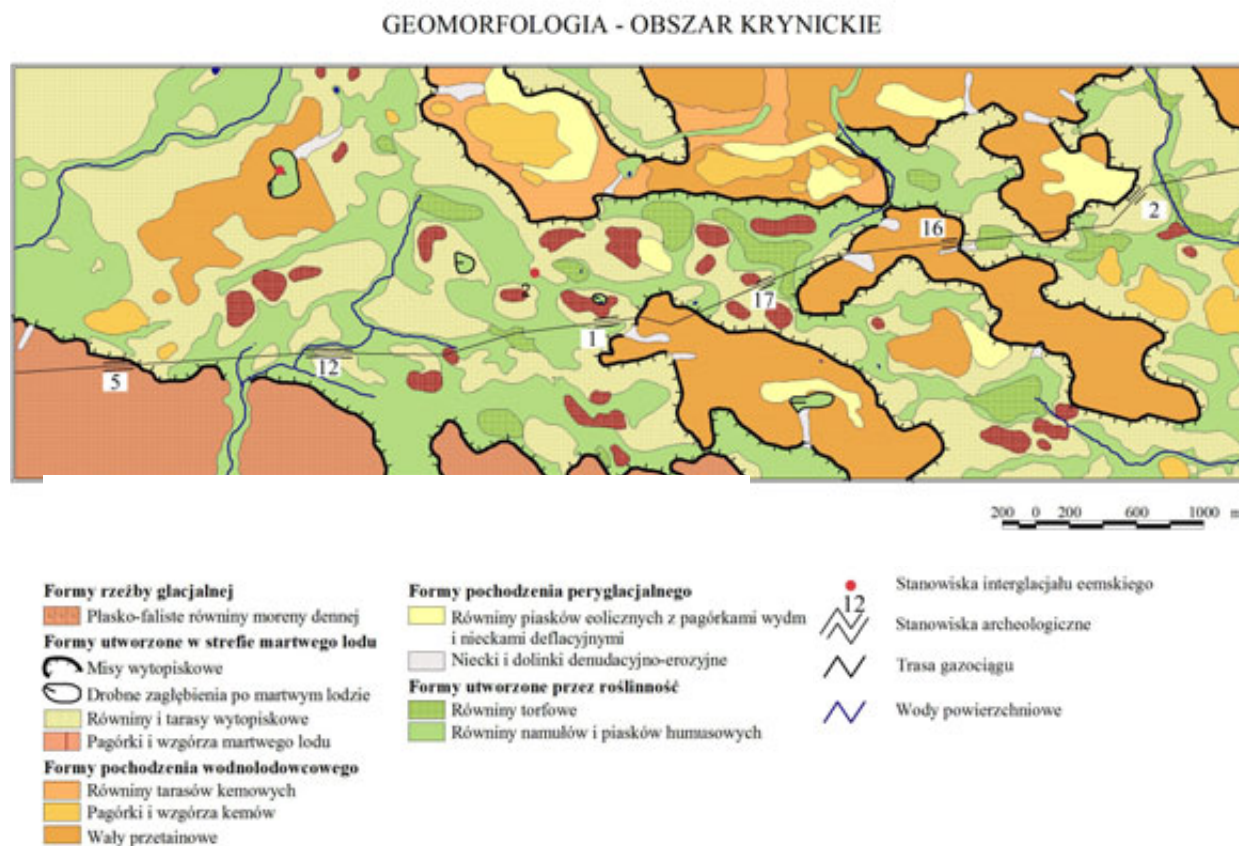 GEOMORFOLOGIA - OBSZAR KRYNICKIE
2
16
2
17
1
12
5
200 0 200 600 1000 m
Formy rzeźby glacjalnej
Płasko-faliste równiny moreny dennej
Formy utworzone w strefie martwego lodu
Misy wytopiskowe
Drobne zagłębienia po martwym lodzie
Równiny i tarasy wytopiskowe
Pagórki i wzgórza martwego lodu
Formy pochodzenia wodnolodowcowego
Równiny tarasów kemowych
Pagórki i wzgórza kemów
Wały przetainowe
Formy pochodzenia peryglacjalnego
Równiny piasków eolicznych z pagórkami wydm
i nieckami deflacyjnymi
Niecki i dolinki denudacyjno-erozyjne
Formy utworzone przez roślinność
Równiny torfowe
Równiny namułów i piasków humusowych
Stanowiska interglacjału eemskiego
12
Stanowiska archeologiczne
Trasa gazociągu
Wody powierzchniowe